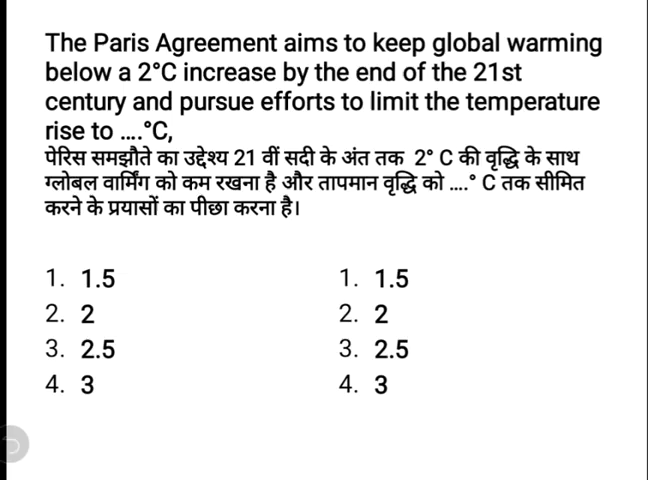 The Paris Agreement aims to keep global warming
below a 2°C increase by the end of the 21st
century and pursue efforts to limit the temperature
rise to ....°C,
पेरिस समझौते का उद्देश्य 21 वीं सदी के अंत तक 2° C की वृद्धि के साथ
ग्लोबल वार्मिंग को कम रखना है और तापमान वृद्धि को ....° C तक सीमित
करने के प्रयासों का पीछा करना है।
1. 1.5
2. 2
3. 2.5
4. 3
1. 1.5
2. 2
3. 2.5
4. 3